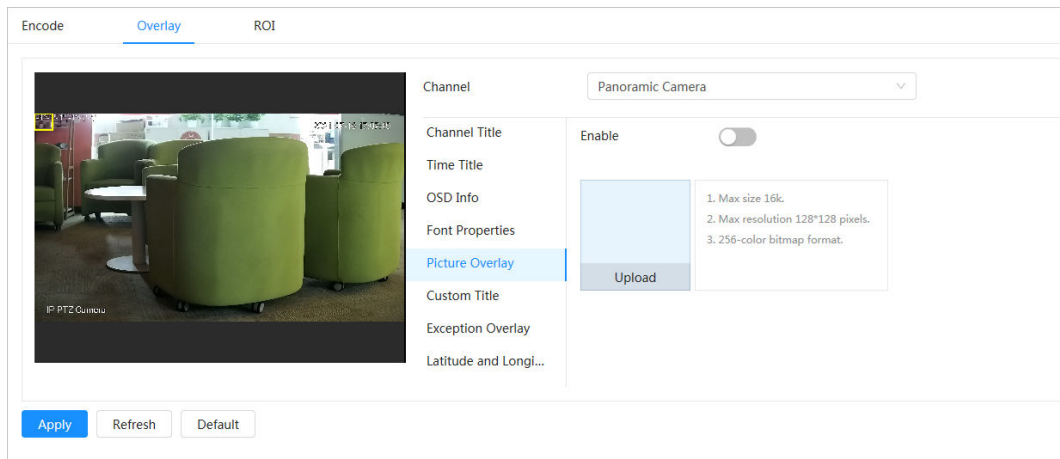 Encode Overlay ROI
Channel Panoramic Camera
Channel Title
Time Title
OSD Info
Font Properties
Picture Overlay
Custom Title
Exception Overlay
Latitude and Longi...
Enable
1. Max size 16k.
2. Max resolution 128*128 pixels.
3. 256-color bitmap format.
Upload
IP PTZ Camera
Apply Refresh Default